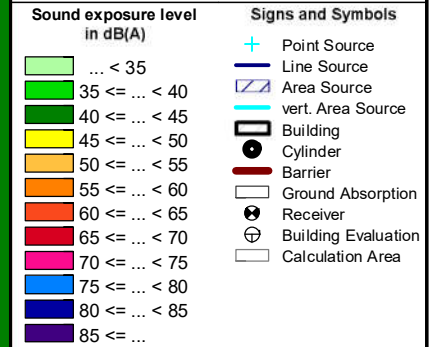 Sound exposure level
in dB(A)
... < 35
35 <= ... < 40
40 <= ... < 45
45 <= ... < 50
50 <= ... < 55
55 <= ... < 60
60 <= ... < 65
65 <= ... < 70
70 <= ... < 75
75 <= ... < 80
80 <= ... < 85
85 <= ...
Signs and Symbols
Point Source
Line Source
Area Source
vert. Area Source
Building
Cylinder
Barrier
Ground Absorption
Receiver
Building Evaluation
Calculation Area